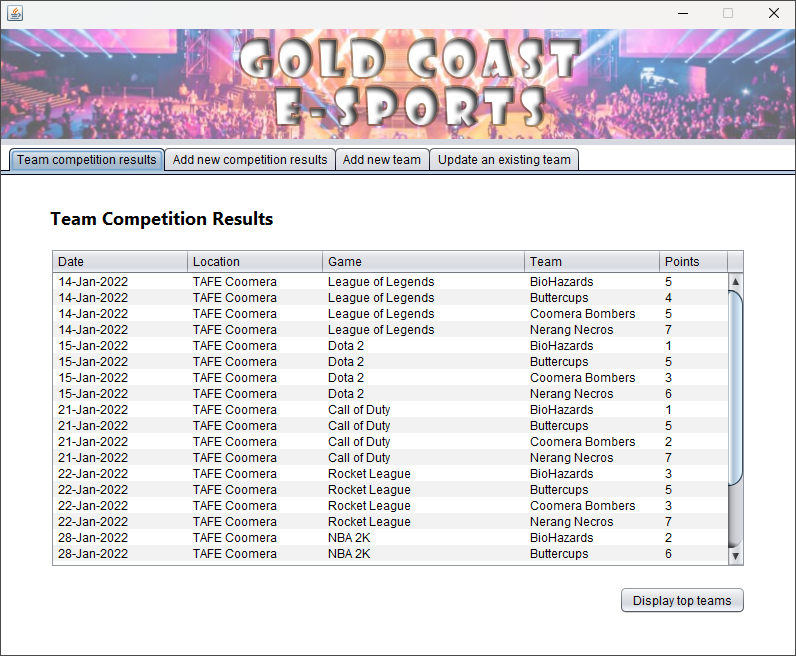 GOLD COAST
E-SPORTS
Team competition results Add new competition results Add new team Update an existing team
Team Competition Results
Date Location Game Team Points
14-Jan-2022 TAFE Coomera League of Legends BioHazards 5
14-Jan-2022 TAFE Coomera League of Legends Buttercups 4
14-Jan-2022 TAFE Coomera League of Legends Coomera Bombers 5
14-Jan-2022 TAFE Coomera League of Legends Nerang Necros 7
15-Jan-2022 TAFE Coomera Dota 2 BioHazards 1
15-Jan-2022 TAFE Coomera Dota 2 Buttercups 5
15-Jan-2022 TAFE Coomera Dota 2 Coomera Bombers 3
15-Jan-2022 TAFE Coomera Dota 2 Nerang Necros 6
21-Jan-2022 TAFE Coomera Call of Duty BioHazards 1
21-Jan-2022 TAFE Coomera Call of Duty Buttercups 5
21-Jan-2022 TAFE Coomera Call of Duty Coomera Bombers 2
21-Jan-2022 TAFE Coomera Call of Duty Nerang Necros 7
22-Jan-2022 TAFE Coomera Rocket League BioHazards 3
22-Jan-2022 TAFE Coomera Rocket League Buttercups 5
22-Jan-2022 TAFE Coomera Rocket League Coomera Bombers 3
22-Jan-2022 TAFE Coomera Rocket League Nerang Necros 7
28-Jan-2022 TAFE Coomera NBA 2K BioHazards 2
28-Jan-2022 TAFE Coomera NBA 2K Buttercups 6
Display top teams